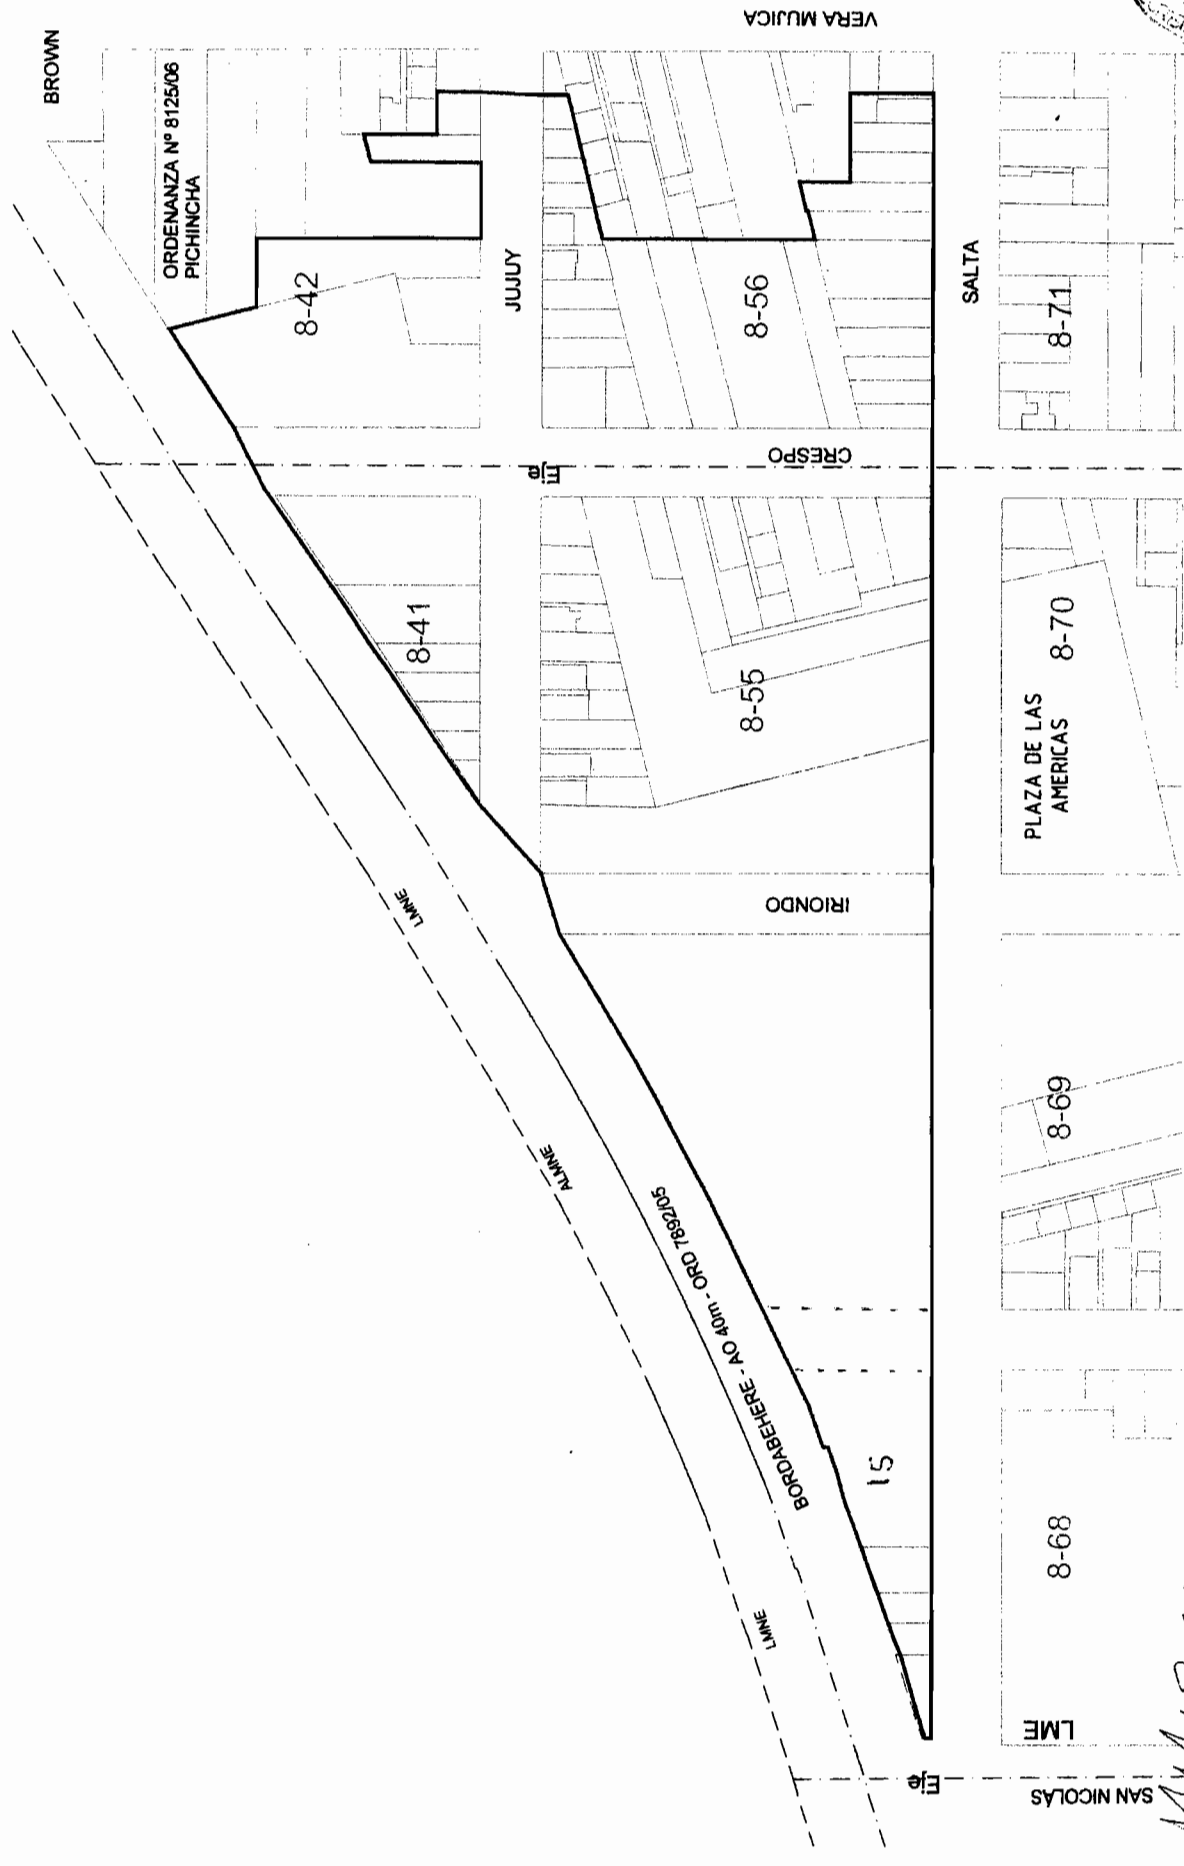 BROWN
ORDENANZA Nº 8125/06
PICHINCHA
VERA MUJICA
8-42
JUJUY
8-56
SALTA
8-71
CRESPO
Eje
8-41
8-55
8-70
PLAZA DE LAS
AMERICAS
LMNE
IRIONDO
ALMNE
8-69
BORDABEHERE - AO 40m - ORD 7892/05
15
8-68
LMNE
LME
Eje
SAN NICOLÁS